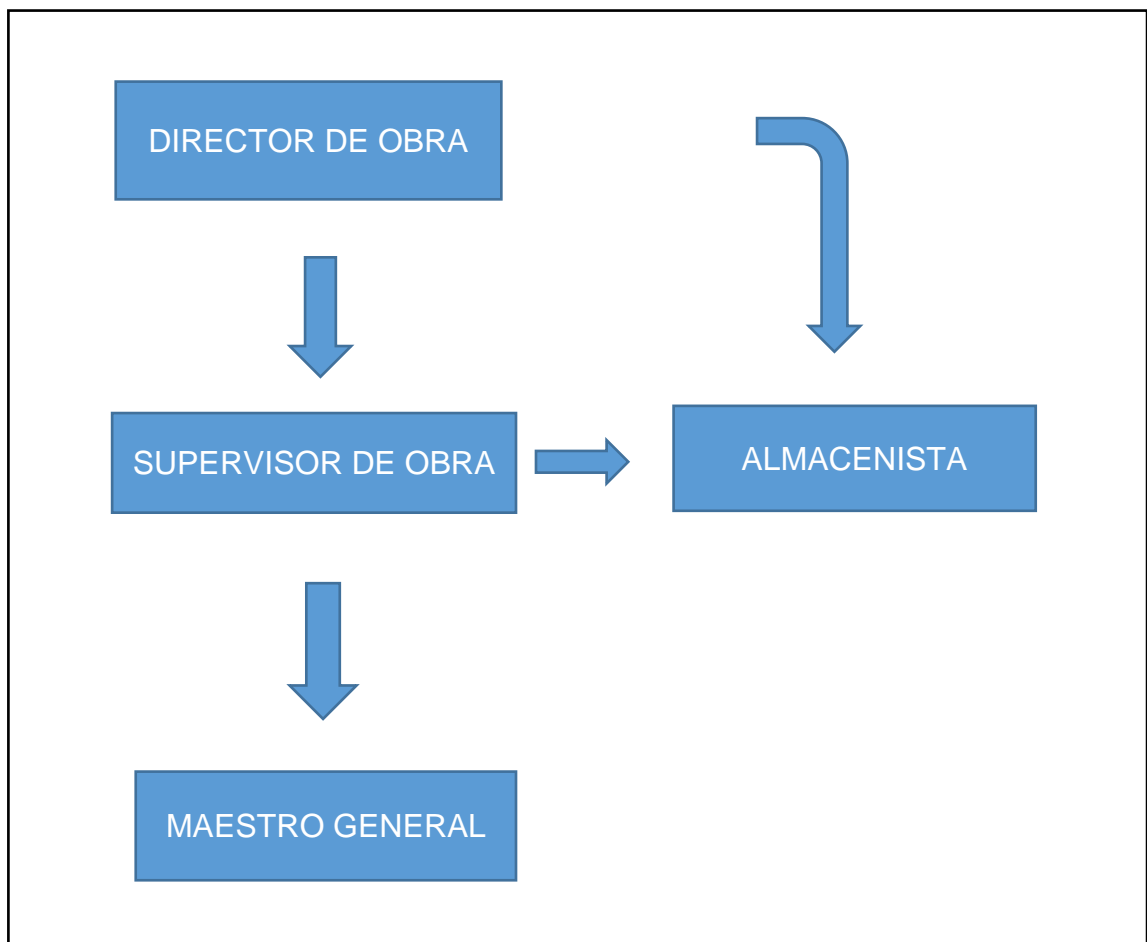 DIRECTOR DE OBRA
SUPERVISOR DE OBRA
ALMACENISTA
MAESTRO GENERAL